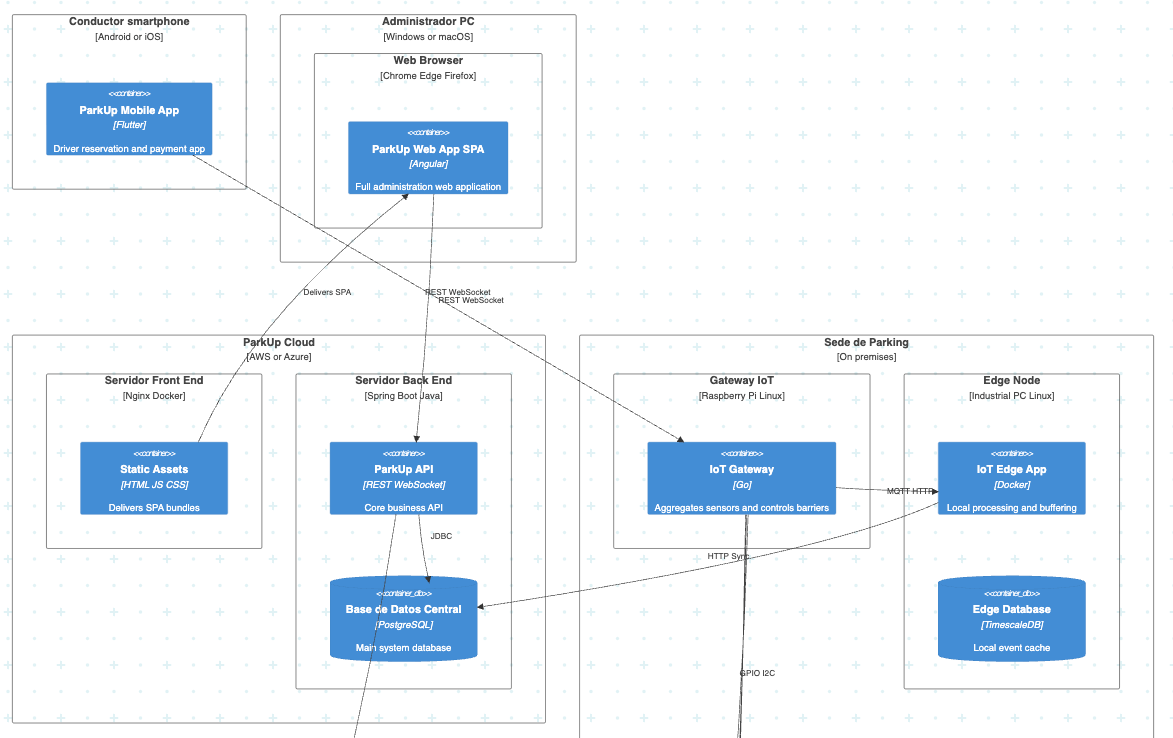 Conductor smartphone
[Android or iOS]
<<container>>
ParkUp Mobile App
[Flutter]
Driver reservation and payment app
Administrador PC
[Windows or macOS]
Web Browser
[Chrome Edge Firefox]
<<container>>
ParkUp Web App SPA
[Angular]
Full administration web application
Delivers SPA
REST WebSocket
REST WebSocket
ParkUp Cloud
[AWS or Azure]
Servidor Front End
[Nginx Docker]
<<container>>
Static Assets
[HTML JS CSS]
Delivers SPA bundles
Servidor Back End
[Spring Boot Java]
<<container>>
ParkUp API
[REST WebSocket]
Core business API
JDBC
<<container_db>>
Base de Datos Central
[PostgreSQL]
Main system database
Sede de Parking
[On premises]
Gateway IoT
[Raspberry Pi Linux]
<<container>>
IoT Gateway
[Go]
Aggregates sensors and controls barriers
MQTT HTTP
HTTP Sync
GPIO I2C
Edge Node
[Industrial PC Linux]
<<container>>
IoT Edge App
[Docker]
Local processing and buffering
<<container_db>>
Edge Database
[TimescaleDB]
Local event cache